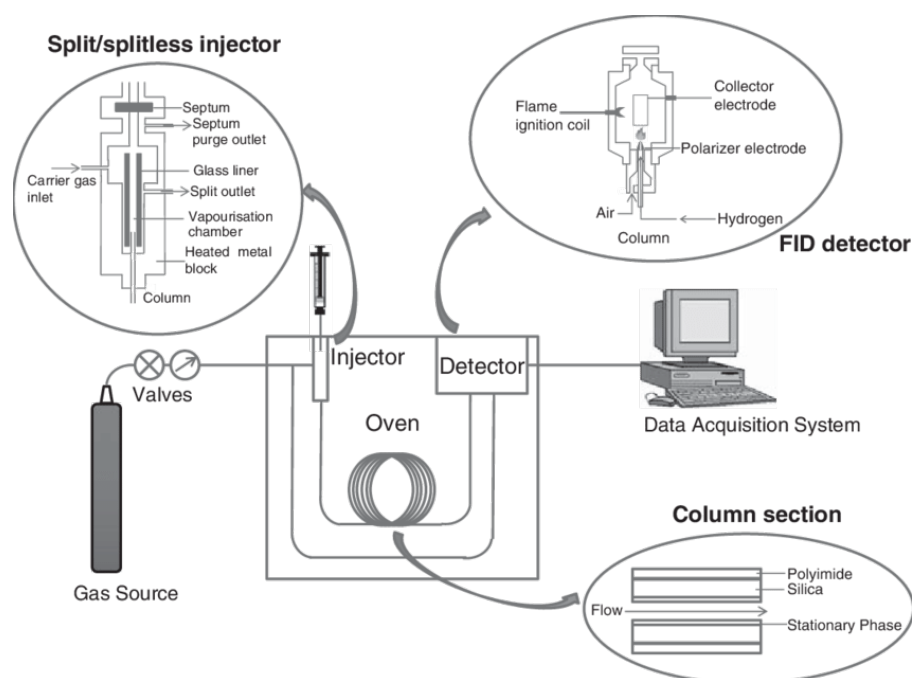 Split/splitless injector
Septum
Septum
purge outlet
Glass liner
Carrier gas
inlet
Split outlet
Vapourisation
chamber
Heated metal
block
Column
Flame
ignition coil
Collector
electrode
Polarizer electrode
Air
Hydrogen
Column
FID detector
Injector
Detector
Valves
Oven
Data Acquisition System
Gas Source
Column section
Polyimide
Silica
Flow
Stationary Phase